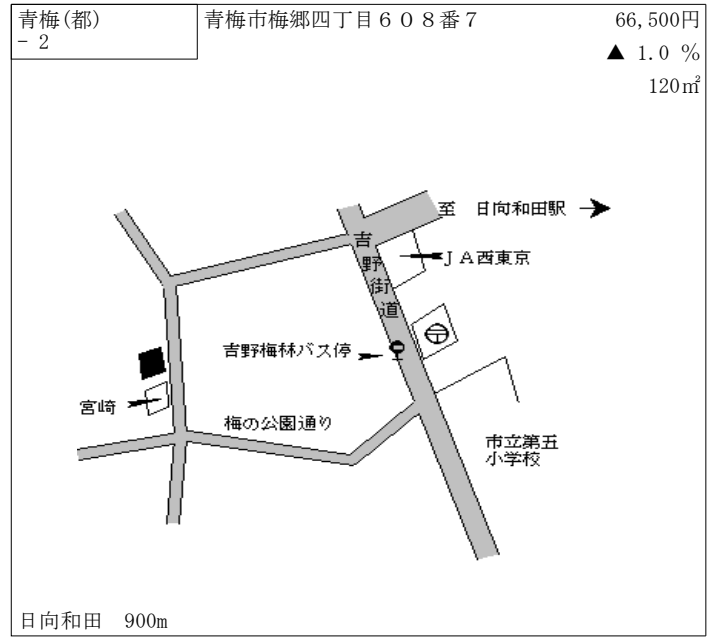 青梅(都)
- 2
青梅市梅郷四丁目６０８番７
66,500円
▲ 1.0 %
120㎡
至　日向和田駅
吉野街道
ＪＡ西東京
吉野梅林バス停
宮崎
梅の公園通り
市立第五
小学校
日向和田　900m